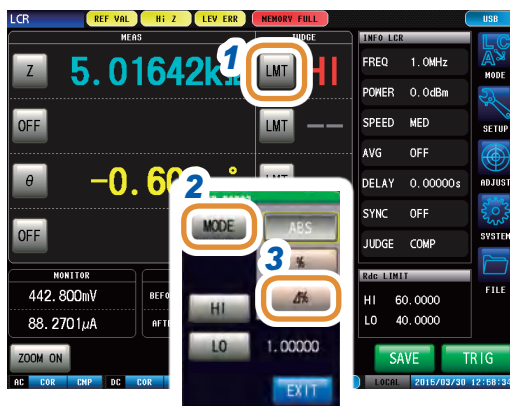 LCR REF VAL Hi Z LEV ERR MEMORY FULL USB
MEAS JUDGE
Z 5.01642k LMT HI
OFF LMT --
θ -0.60 °
OFF
MONITOR
442.800mV
88.2701μA
ZOOM ON
AC COR CMP DC COR
1
2
3
MODE ABS
%
Δ%
HI
LO 1.00000
EXIT
INFO LCR
FREQ 1.0MHz
POWER 0.0dBm
SPEED MED
AVG OFF
DELAY 0.00000s
SYNC OFF
JUDGE COMP
Rdc LIMIT
HI 60.0000
LO 40.0000
SAVE TRIG
LOCAL 2015/03/30 12:58:34
LC
MODE
SETUP
ADJUST
SYSTEM
FILE